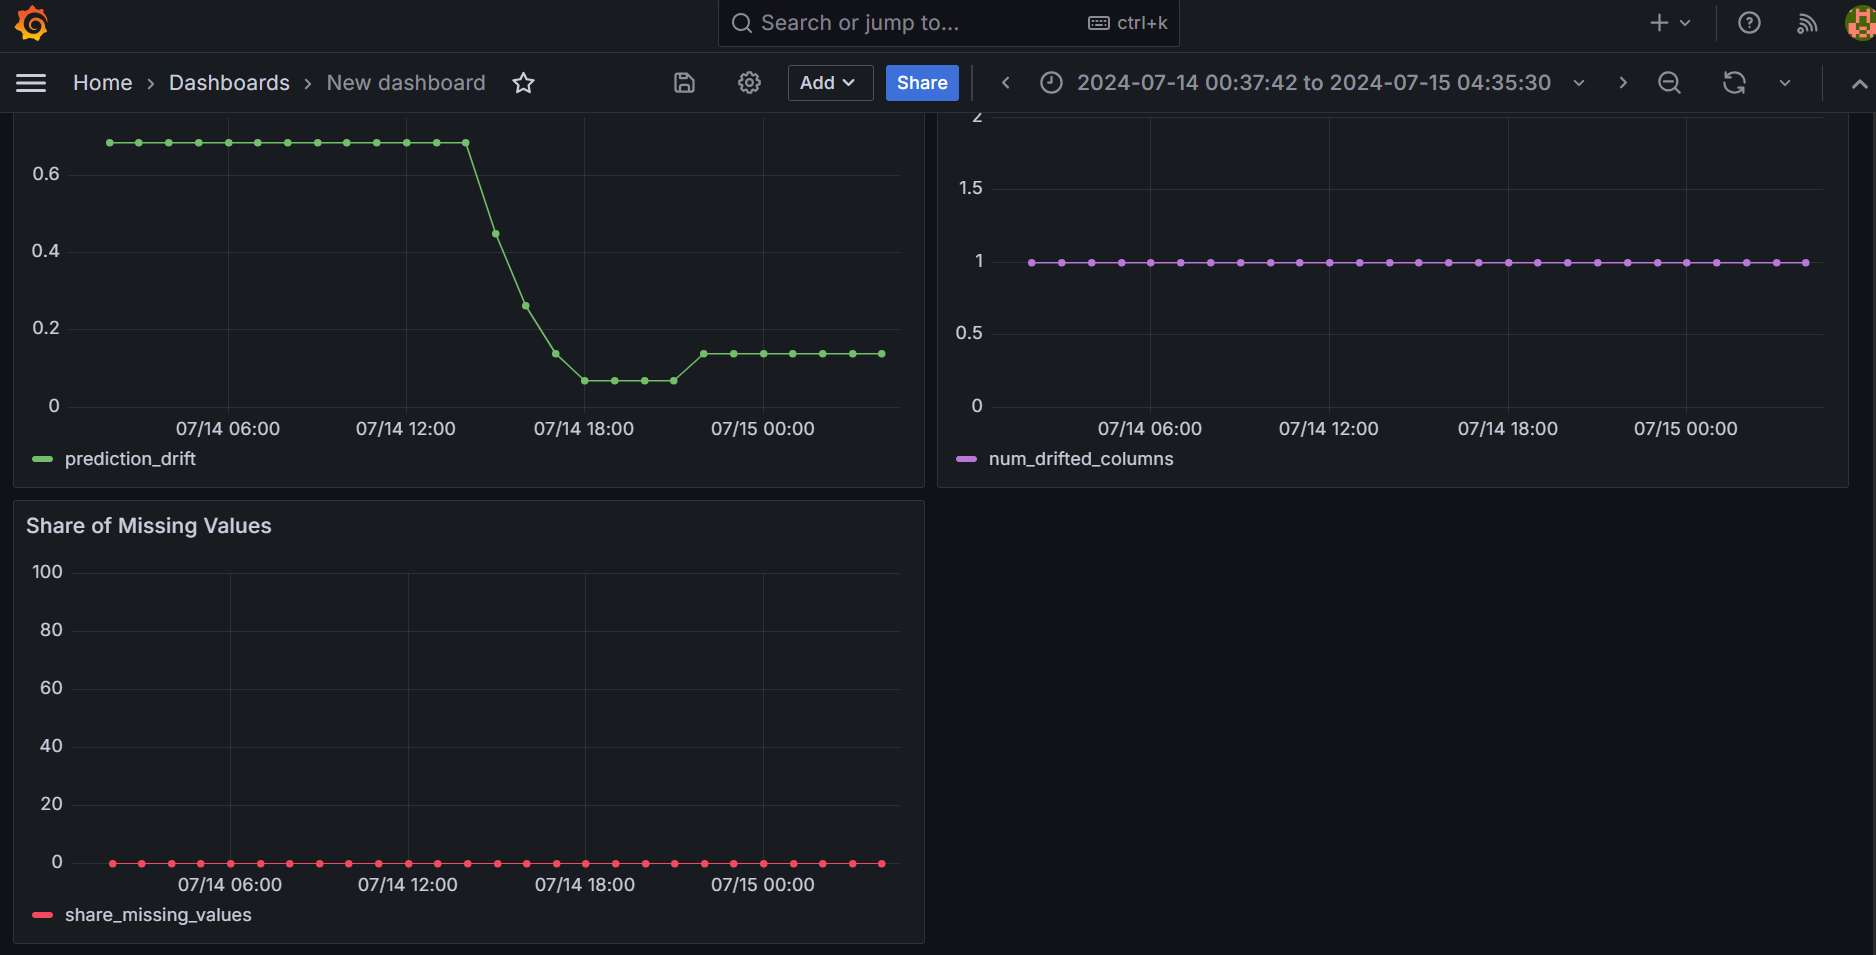 Search or jump to... ctrl+k
Home › Dashboards › New dashboard Add Share 2024-07-14 00:37:42 to 2024-07-15 04:35:30
0.6
0.4
0.2
0
07/14 06:00 07/14 12:00 07/14 18:00 07/15 00:00
prediction_drift
2
1.5
1
0.5
0
07/14 06:00 07/14 12:00 07/14 18:00 07/15 00:00
num_drifted_columns
Share of Missing Values
100
80
60
40
20
0
07/14 06:00 07/14 12:00 07/14 18:00 07/15 00:00
share_missing_values